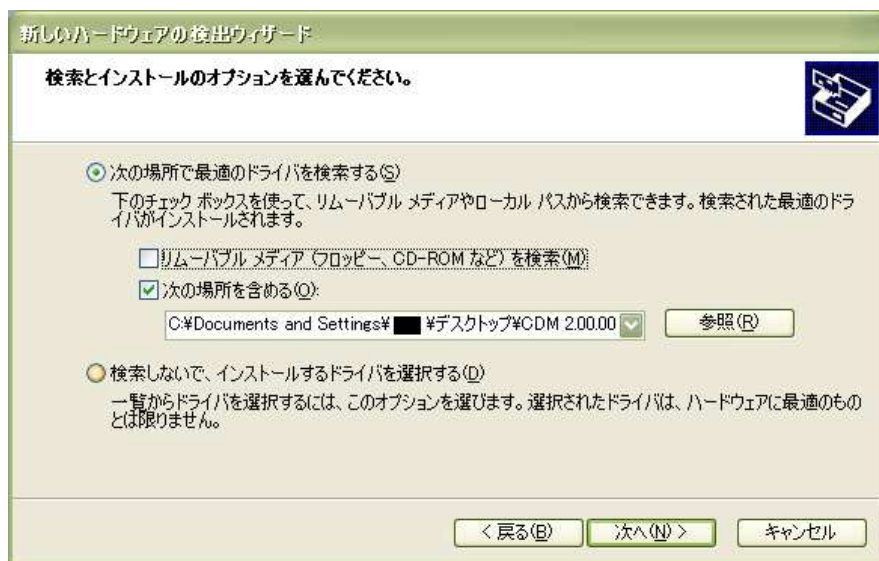 新しいハードウェアの検出ウィザード
検索とインストールのオプションを選んでください。
次の場所で最適のドライバを検索する(S)
下のチェック ボックスを使って、リムーバブル メディアやローカル パスから検索できます。検索された最適のドラ
イバがインストールされます。
リムーバブル メディア (フロッピー、CD-ROM など) を検索(M)
次の場所を含める(O):
C:¥Documents and Settings¥ ¥デスクトップ¥CDM 2.00.00
参照(R)
検索しないで、インストールするドライバを選択する(D)
一覧からドライバを選択するには、このオプションを選びます。選択されたドライバは、ハードウェアに最適のもの
とは限りません。
< 戻る(B)
次へ(N) >
キャンセル